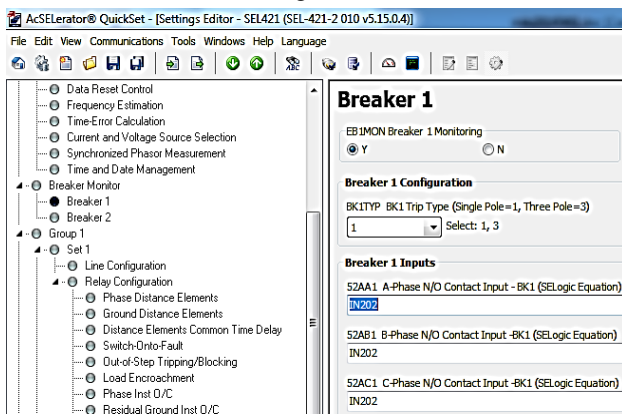 AcSELerator® QuickSet - [Settings Editor - SEL421 (SEL-421-2 010 v5.15.0.4)]
File Edit View Communications Tools Windows Help Language
Data Reset Control
Frequency Estimation
Time-Error Calculation
Current and Voltage Source Selection
Synchronized Phasor Measurement
Time and Date Management
Breaker Monitor
Breaker 1
Breaker 2
Group 1
Set 1
Line Configuration
Relay Configuration
Phase Distance Elements
Ground Distance Elements
Distance Elements Common Time Delay
Switch-Onto-Fault
Out-of-Step Tripping/Blocking
Load Encroachment
Phase Inst O/C
Residual Ground Inst O/C
Breaker 1
EB1MON Breaker 1 Monitoring
Y N
Breaker 1 Configuration
BK1TYP BK1 Trip Type (Single Pole=1, Three Pole=3)
1 Select: 1, 3
Breaker 1 Inputs
52AA1 A-Phase N/O Contact Input - BK1 (SELogic Equation)
IN202
52AB1 B-Phase N/O Contact Input -BK1 (SELogic Equation)
IN202
52AC1 C-Phase N/O Contact Input -BK1 (SELogic Equation)
IN202